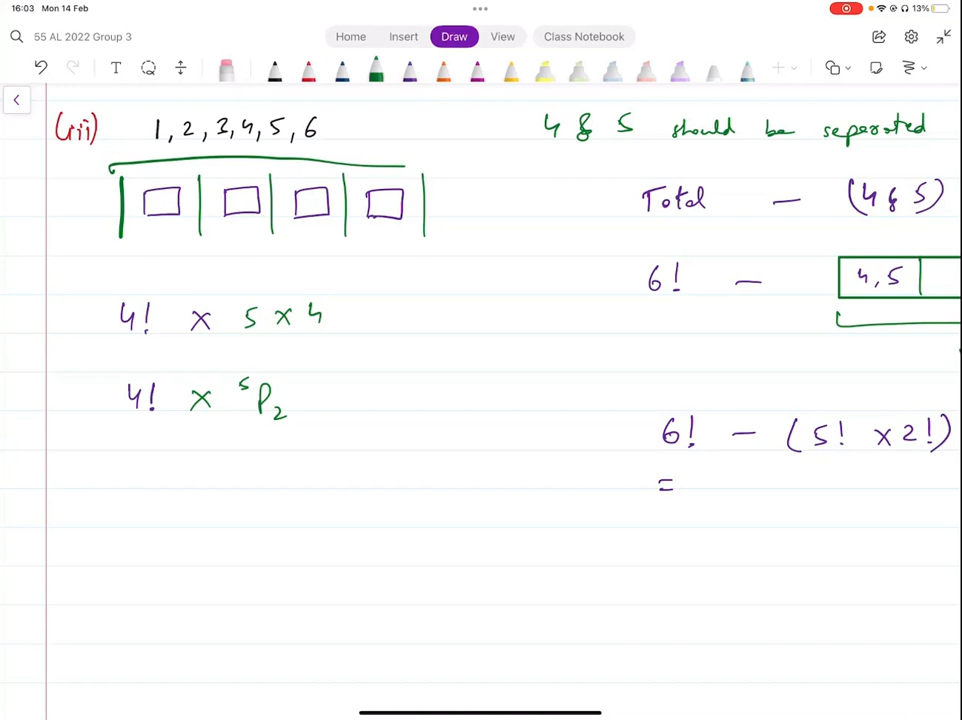 16:03 Mon 14 Feb
13%
55 AL 2022 Group 3
Home Insert Draw View Class Notebook
(iii) 1, 2, 3, 4, 5, 6
4 & 5 should be seperated
Total — (4 & 5)
6! — 4, 5
4! × 5 × 4
4! × ⁵P₂
6! — (5! × 2!)
=